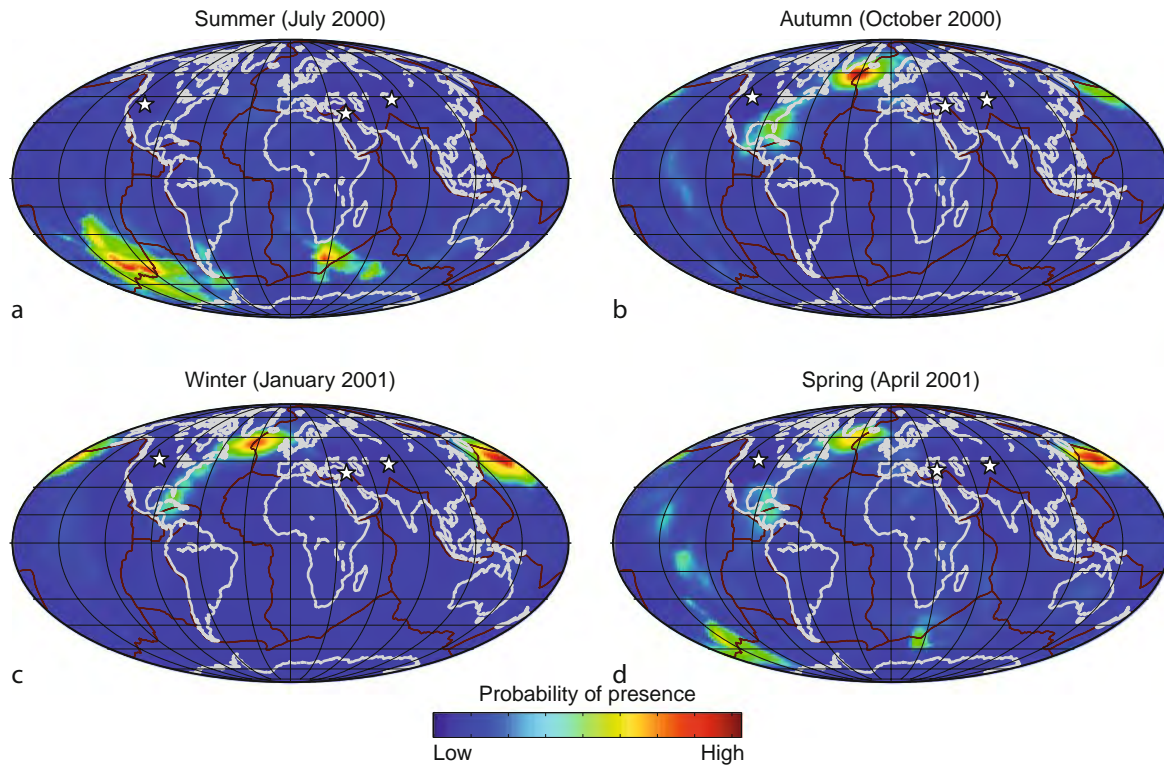 Summer (July 2000)
Autumn (October 2000)
a
b
Winter (January 2001)
Spring (April 2001)
c
d
Probability of presence
Low
High